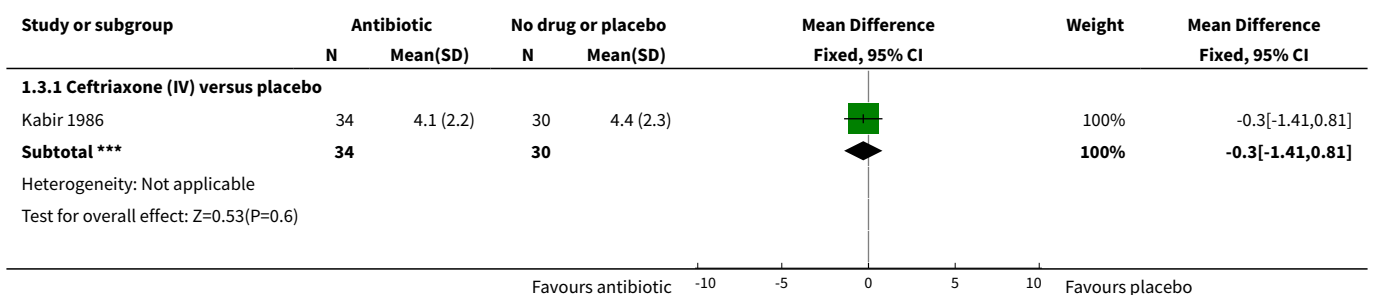 Study or subgroup Antibiotic No drug or placebo Mean Difference Weight Mean Difference
N Mean(SD) N Mean(SD) Fixed, 95% CI Fixed, 95% CI
1.3.1 Ceftriaxone (IV) versus placebo
Kabir 1986 34 4.1 (2.2) 30 4.4 (2.3) 100% -0.3[-1.41,0.81]
Subtotal *** 34 30 100% -0.3[-1.41,0.81]
Heterogeneity: Not applicable
Test for overall effect: Z=0.53(P=0.6)
Favours antibiotic -10 -5 0 5 10 Favours placebo